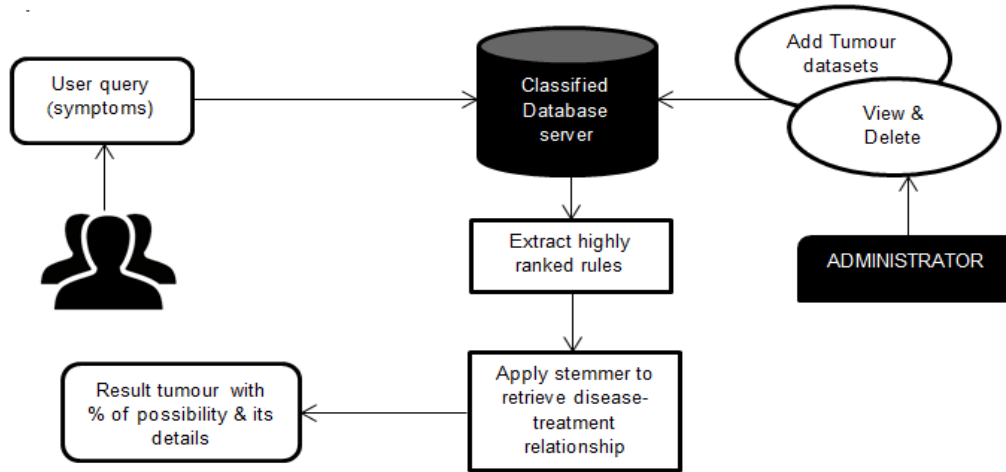 User query
(symptoms)
Classified
Database
server
Add Tumour
datasets
View &
Delete
Extract highly
ranked rules
ADMINISTRATOR
Result tumour with
% of possibility & its
details
Apply stemmer to
retrieve disease-
treatment
relationship